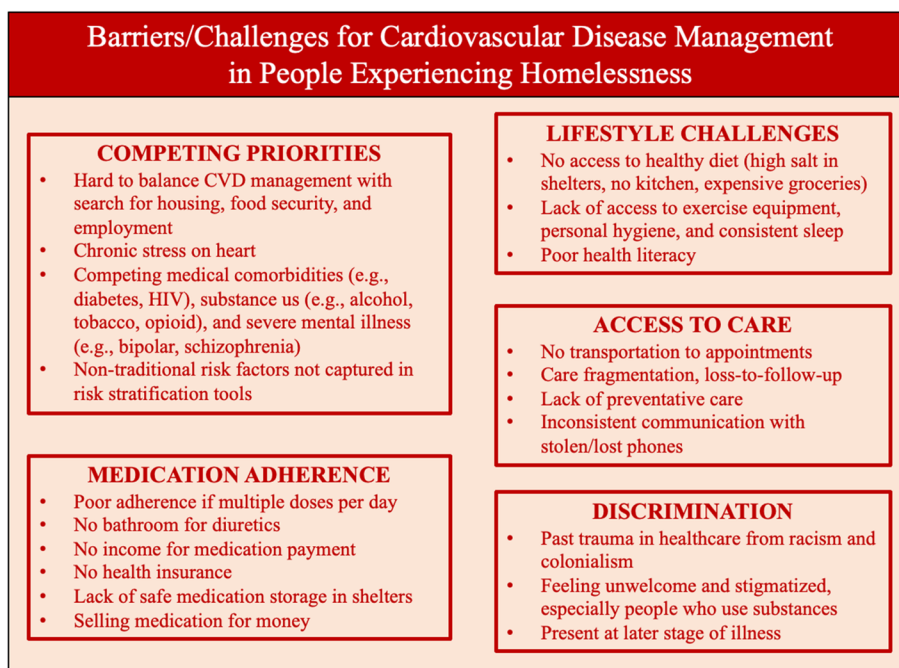 Barriers/Challenges for Cardiovascular Disease Management
in People Experiencing Homelessness
COMPETING PRIORITIES
• Hard to balance CVD management with
search for housing, food security, and
employment
• Chronic stress on heart
• Competing medical comorbidities (e.g.,
diabetes, HIV), substance us (e.g., alcohol,
tobacco, opioid), and severe mental illness
(e.g., bipolar, schizophrenia)
• Non-traditional risk factors not captured in
risk stratification tools
MEDICATION ADHERENCE
• Poor adherence if multiple doses per day
• No bathroom for diuretics
• No income for medication payment
• No health insurance
• Lack of safe medication storage in shelters
• Selling medication for money
LIFESTYLE CHALLENGES
• No access to healthy diet (high salt in
shelters, no kitchen, expensive groceries)
• Lack of access to exercise equipment,
personal hygiene, and consistent sleep
• Poor health literacy
ACCESS TO CARE
• No transportation to appointments
• Care fragmentation, loss-to-follow-up
• Lack of preventative care
• Inconsistent communication with
stolen/lost phones
DISCRIMINATION
• Past trauma in healthcare from racism and
colonialism
• Feeling unwelcome and stigmatized,
especially people who use substances
• Present at later stage of illness